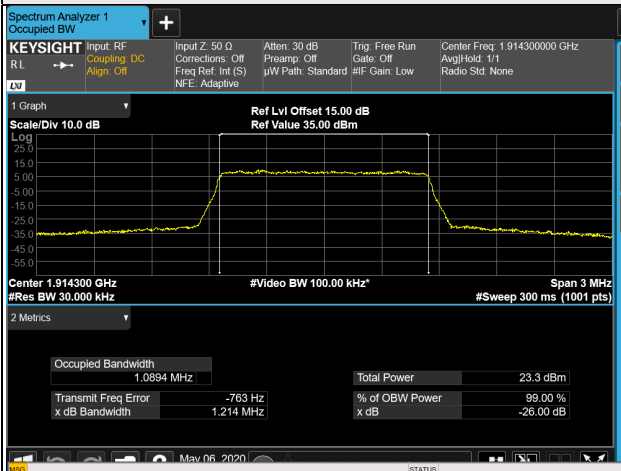 Spectrum Analyzer 1
Occupied BW
KEYSIGHT
R L
LXI
Input: RF
Coupling: DC
Align: Off
Input Z: 50 Ω
Corrections: Off
Freq Ref: Int (S)
NFE: Adaptive
Atten: 30 dB
Preamp: Off
µW Path: Standard
Trig: Free Run
Gate: Off
#IF Gain: Low
Center Freq: 1.914300000 GHz
Avg|Hold: 1/1
Radio Std: None
1 Graph
Scale/Div 10.0 dB
Ref Lvl Offset 15.00 dB
Ref Value 35.00 dBm
Log
25.0
15.0
5.00
-5.00
-15.0
-25.0
-35.0
-45.0
-55.0
Center 1.914300 GHz
#Res BW 30.000 kHz
#Video BW 100.00 kHz*
Span 3 MHz
#Sweep 300 ms (1001 pts)
2 Metrics
Occupied Bandwidth
1.0894 MHz
Total Power 23.3 dBm
Transmit Freq Error -763 Hz
% of OBW Power 99.00 %
x dB Bandwidth 1.214 MHz
x dB -26.00 dB
May 06, 2020
MSG
STATUS